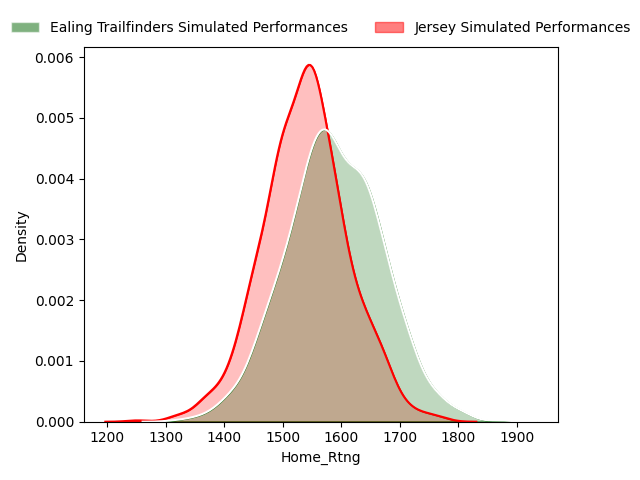 Ealing Trailfinders Simulated Performances
Jersey Simulated Performances
0.006
0.005
0.004
0.003
0.002
0.001
0.000
Density
1200 1300 1400 1500 1600 1700 1800 1900
Home_Rtng